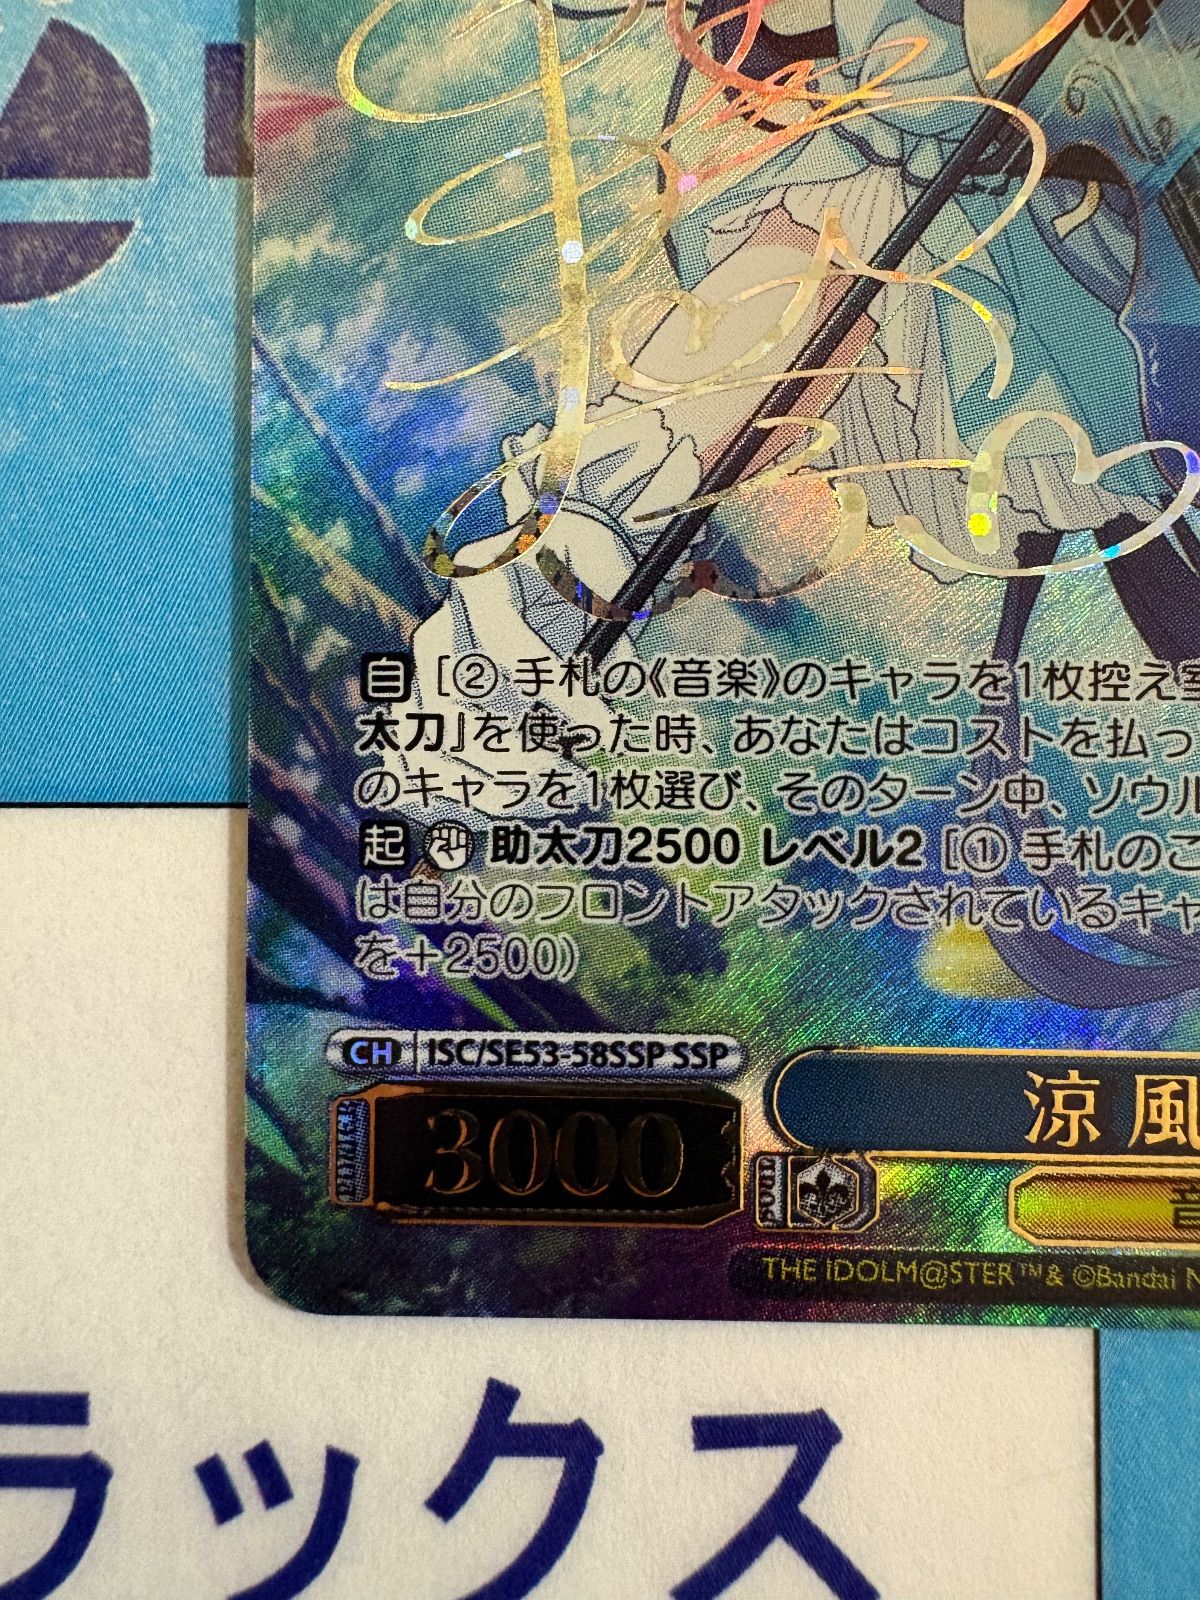 自 [② 手札の《音楽》のキャラを1枚控え室
太刀』を使った時、あなたはコストを払っ
のキャラを1枚選び、そのターン中、ソウル
起 助太刀2500 レベル2 [① 手札のこ
は自分のフロントアタックされているキャ
を+2500)
CH ISC/SE53-58SSP SSP
3000
涼風
soul
音
THE IDOLM@STER™& ©Bandai N
ラックス